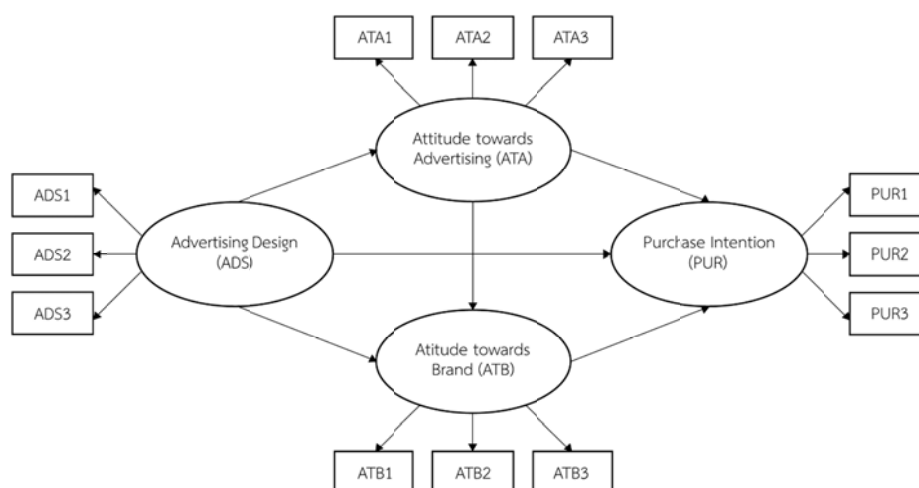 ATA1
ATA2
ATA3
Attitude towards
Advertising (ATA)
ADS1
ADS2
ADS3
Advertising Design
(ADS)
Purchase Intention
(PUR)
PUR1
PUR2
PUR3
Atitude towards
Brand (ATB)
ATB1
ATB2
ATB3